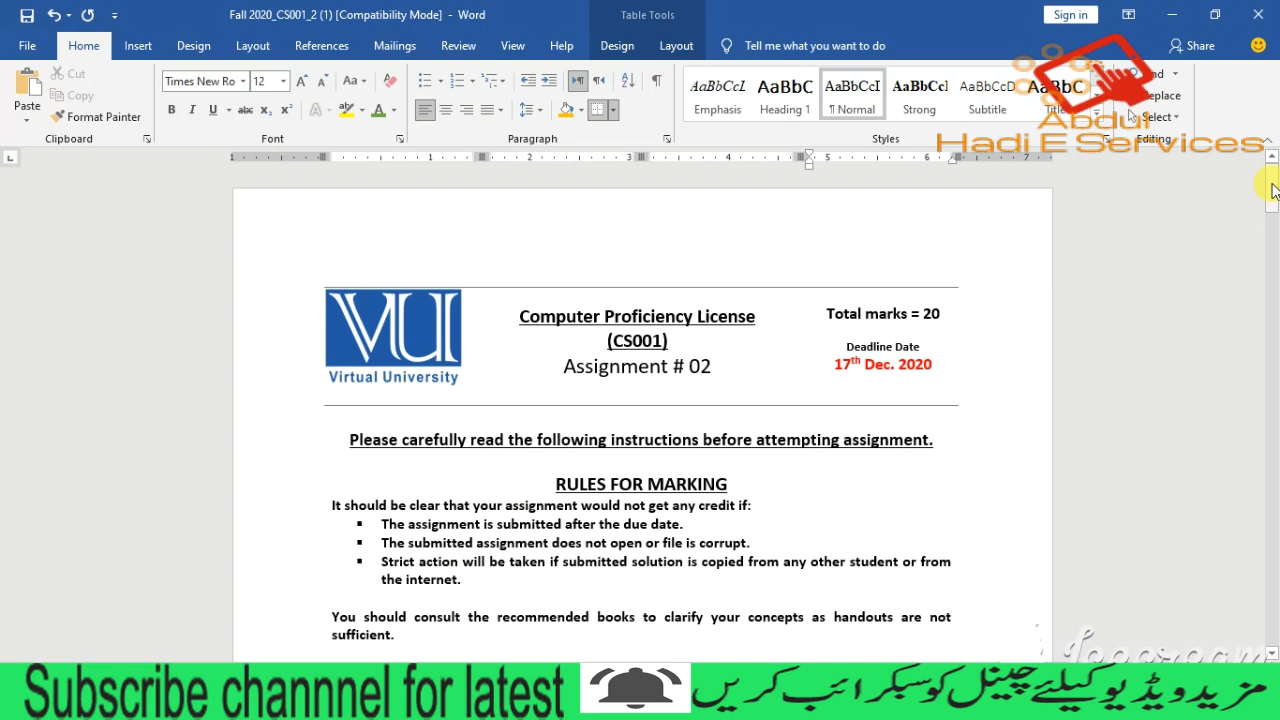 Fall 2020_CS001_2 (1) [Compatibility Mode] - Word
Table Tools
Sign in
File Home Insert Design Layout References Mailings Review View Help Design Layout Tell me what you want to do Share
Cut
Copy
Paste
Format Painter
Clipboard
Times New Ro 12
Font
Paragraph
AaBbCcI AaBbC AaBbCcI AaBbCcI AaBbCcD AaBbC
Emphasis Heading 1 ¶ Normal Strong Subtitle
Styles
Select
Editing
Abdul
Hadi E Services
VU
Virtual University
Computer Proficiency License
(CS001)
Assignment # 02
Total marks = 20
Deadline Date
17th Dec. 2020
Please carefully read the following instructions before attempting assignment.
RULES FOR MARKING
It should be clear that your assignment would not get any credit if:
▪ The assignment is submitted after the due date.
▪ The submitted assignment does not open or file is corrupt.
▪ Strict action will be taken if submitted solution is copied from any other student or from
the internet.
You should consult the recommended books to clarify your concepts as handouts are not
sufficient.
Subscribe channnel for latest
مزید ویڈیو کیلئے چینل کو سبکرائب کریں